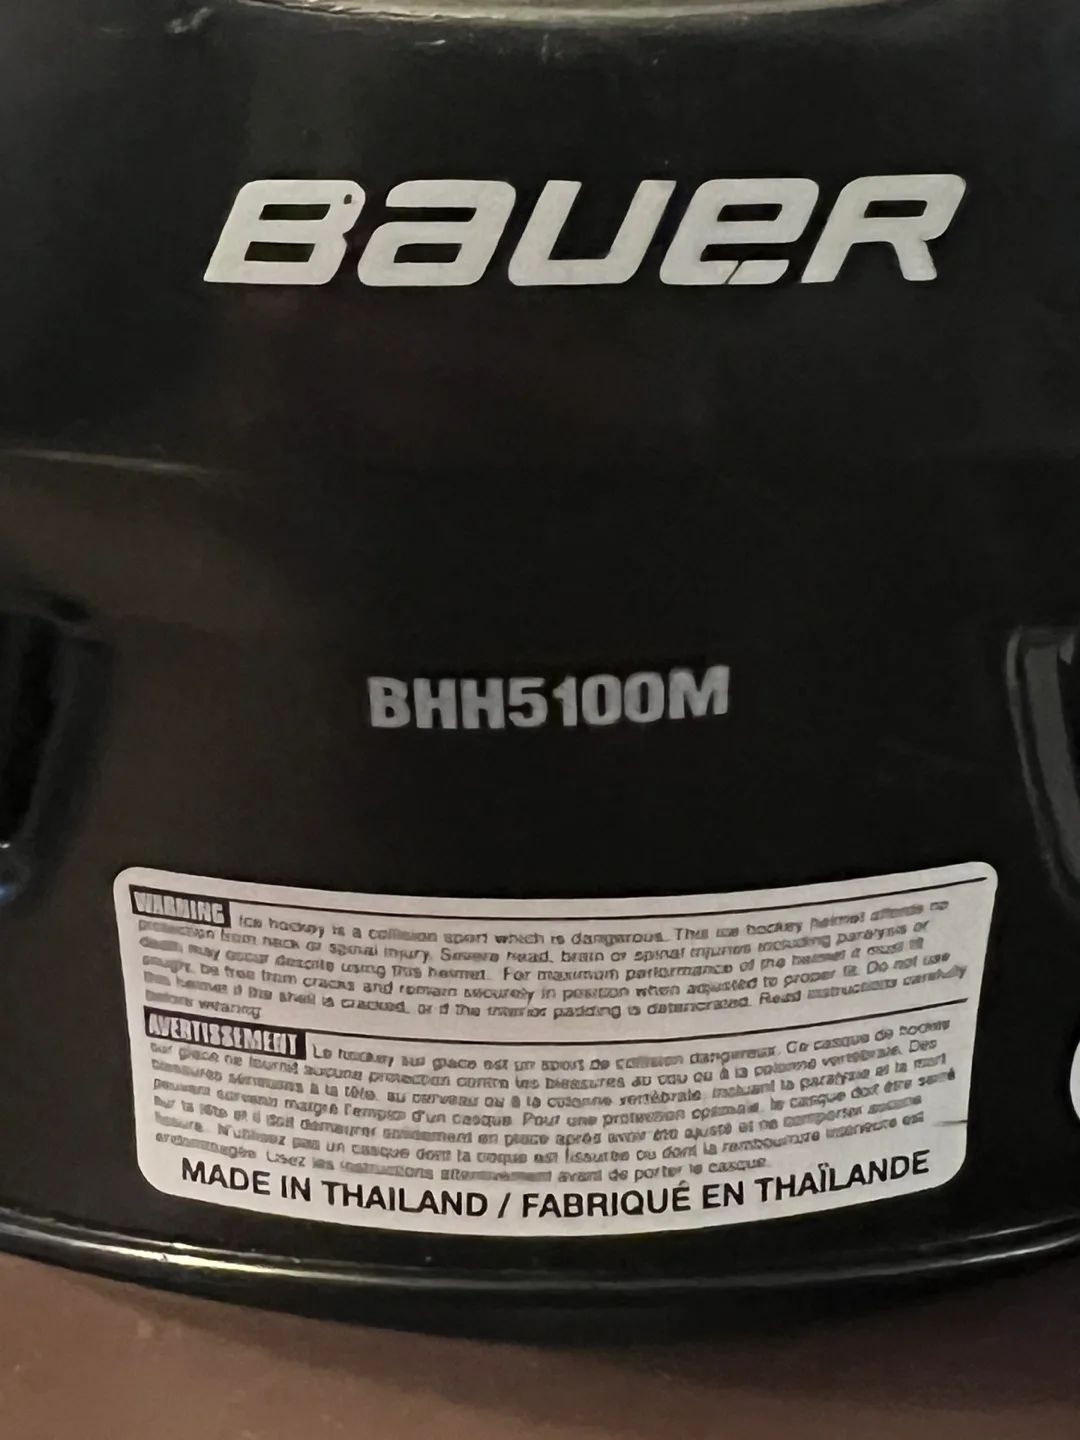 BAUER
BHH5100M
WARNING Ice hockey is a collision sport which is dangerous. This ice hockey helmet affords no
protection from neck or spinal injury. Severe head, brain or spinal injuries including paralysis or
death may occur despite using this helmet. For maximum performance of the helmet it must fit
snugly, be free from cracks and remain securely in position when adjusted to proper fit. Do not use
this helmet if the shell is cracked, or if the interior padding is deteriorated. Read instructions carefully
before wearing.
AVERTISSEMENT Le hockey sur glace est un sport de collision dangereux. Ce casque de hockey
sur glace ne fournit aucune protection contre les blessures au cou ou à la colonne vertébrale. Des
blessures sérieuses à la tête, au cerveau ou à la colonne vertébrale, incluant la paralysie et la mort
peuvent survenir malgré l'emploi d'un casque. Pour une protection optimale, le casque doit être serré
sur la tête et il doit demeurer solidement en place après avoir été ajusté et ne comporter aucune
fissure. N'utilisez pas un casque dont la coque est fissurée ou dont la rembourrure intérieure est
endommagée. Lisez les instructions attentivement avant de porter le casque.
MADE IN THAILAND / FABRIQUÉ EN THAÏLANDE